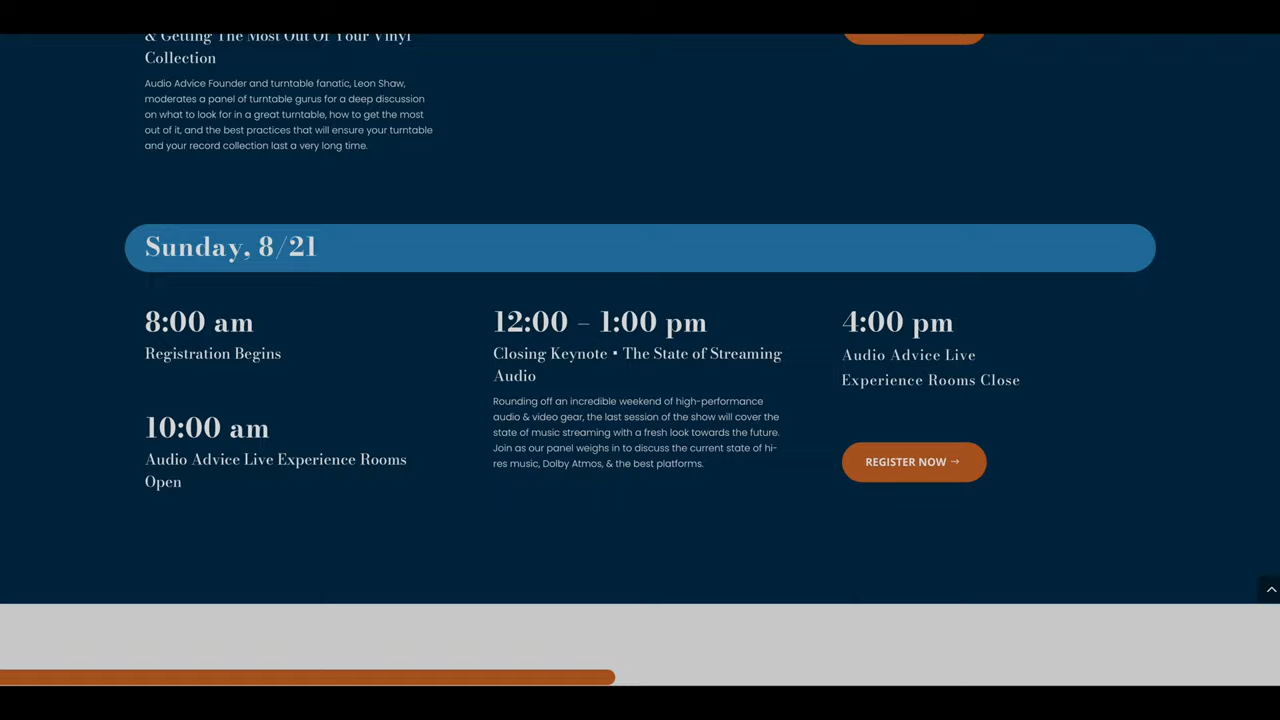 & Getting The Most Out Of Your Vinyl
Collection
Audio Advice Founder and turntable fanatic, Leon Shaw,
moderates a panel of turntable gurus for a deep discussion
on what to look for in a great turntable, how to get the most
out of it, and the best practices that will ensure your turntable
and your record collection last a very long time.
Sunday, 8/21
8:00 am
Registration Begins
10:00 am
Audio Advice Live Experience Rooms
Open
12:00 – 1:00 pm
Closing Keynote • The State of Streaming
Audio
Rounding off an incredible weekend of high-performance
audio & video gear, the last session of the show will cover the
state of music streaming with a fresh look towards the future.
Join as our panel weighs in to discuss the current state of hi-
res music, Dolby Atmos, & the best platforms.
4:00 pm
Audio Advice Live
Experience Rooms Close
REGISTER NOW →